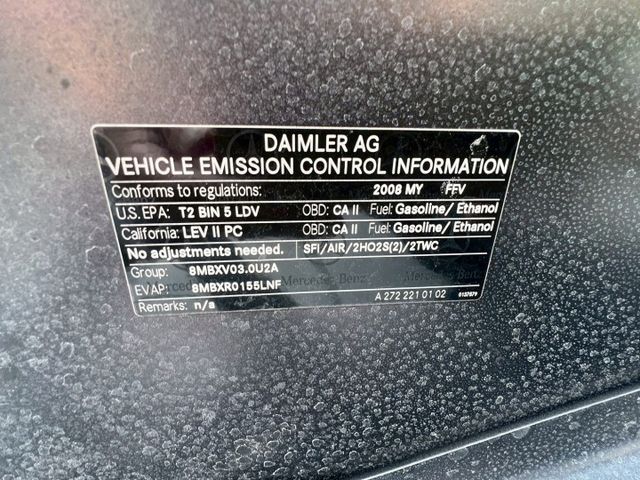 DAIMLER AG
VEHICLE EMISSION CONTROL INFORMATION
Conforms to regulations: 2008 MY FFV
U.S. EPA: T2 BIN 5 LDV OBD: CA II Fuel: Gasoline/ Ethanol
California: LEV II PC OBD: CA II Fuel: Gasoline/ Ethanol
No adjustments needed. SFI/AIR/2HO2S(2)/2TWC
Group: 8MBXV03.0U2A
Mercedes Benz
EVAP: 8MBXR0155LNF
Remarks: n/a A 272 221 01 02